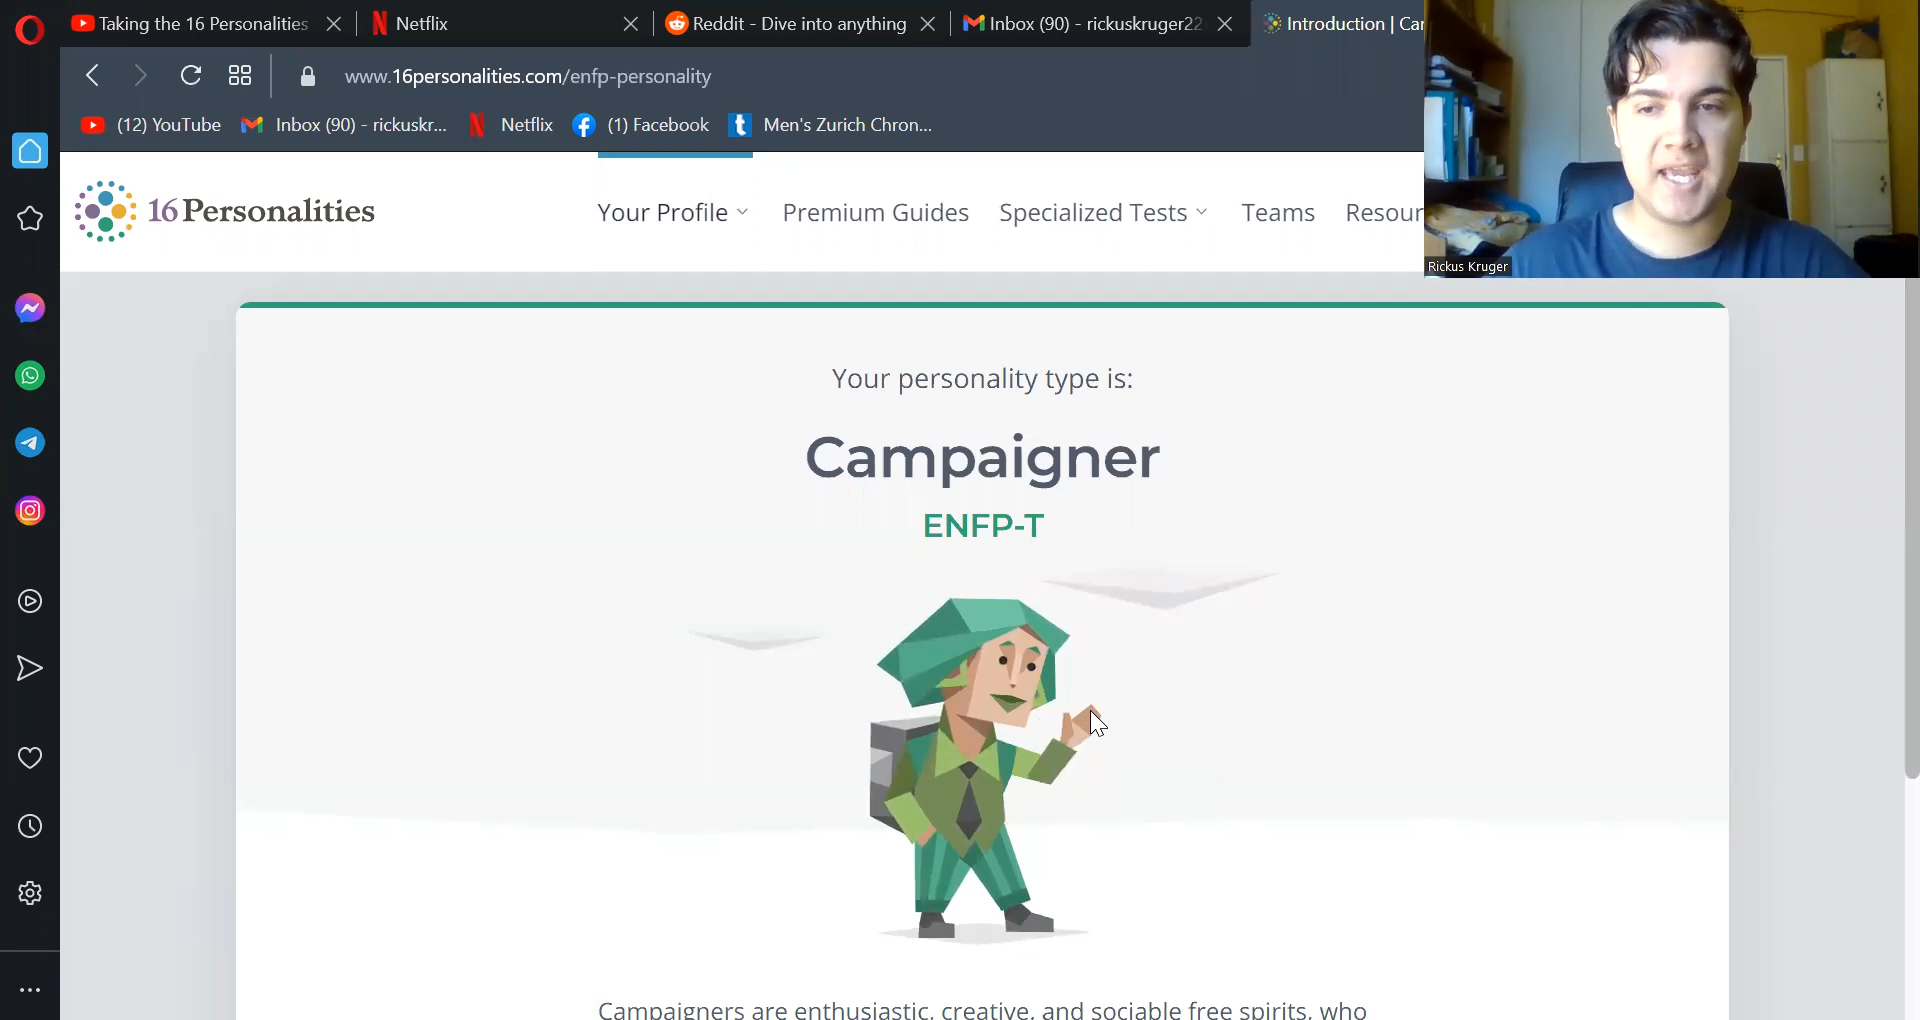 Taking the 16 Personalities
Netflix
Reddit - Dive into anything
Inbox (90) - rickuskruger22
Introduction | Car
www.16personalities.com/enfp-personality
(12) YouTube
Inbox (90) - rickuskr...
Netflix
(1) Facebook
Men's Zurich Chron...
16Personalities
Your Profile
Premium Guides
Specialized Tests
Teams
Resour
Rickus Kruger
Your personality type is:
Campaigner
ENFP-T
Campaigners are enthusiastic, creative, and sociable free spirits, who